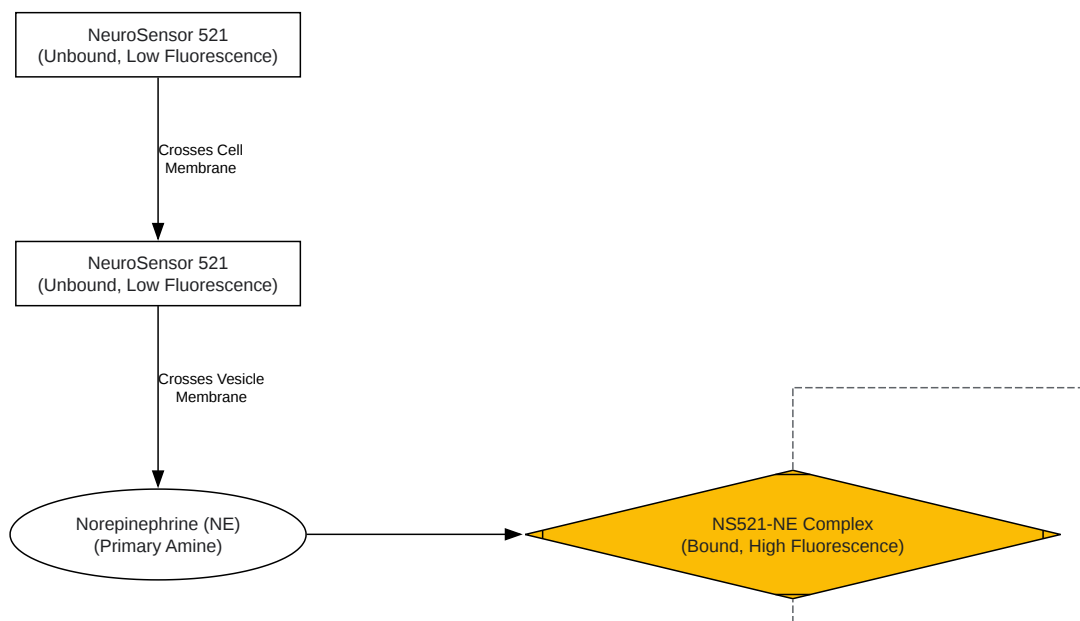 NeuroSensor 521
(Unbound, Low Fluorescence)
Crosses Cell
Membrane
NeuroSensor 521
(Unbound, Low Fluorescence)
Crosses Vesicle
Membrane
Norepinephrine (NE)
(Primary Amine)
NS521-NE Complex
(Bound, High Fluorescence)